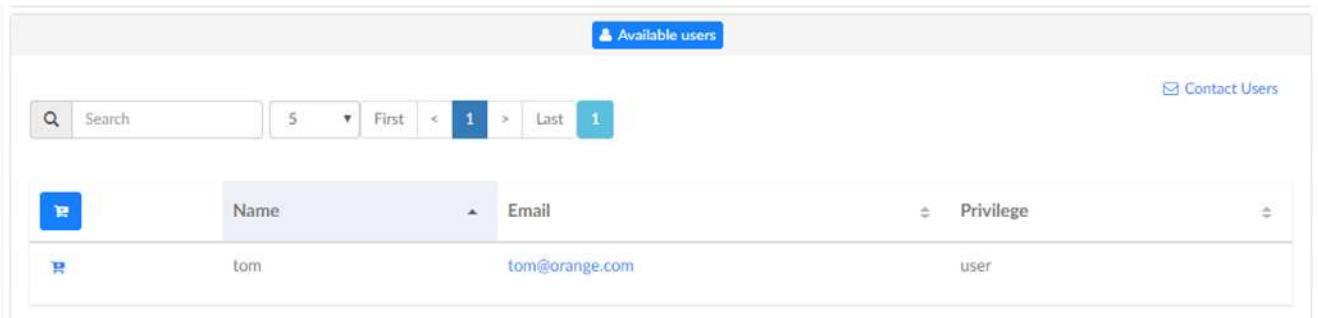 Available users
Contact Users
Search 5 First < 1 > Last 1
Name Email Privilege
tom tom@orange.com user